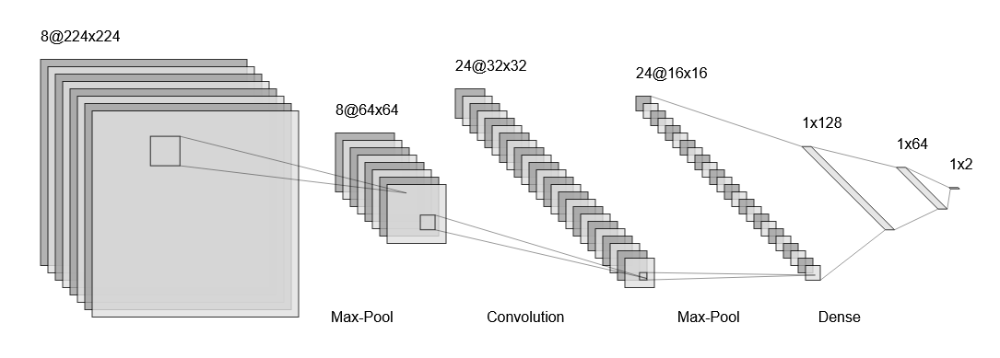 8@224x224
8@64x64
24@32x32
24@16x16
1x128
1x64
1x2
Max-Pool
Convolution
Max-Pool
Dense